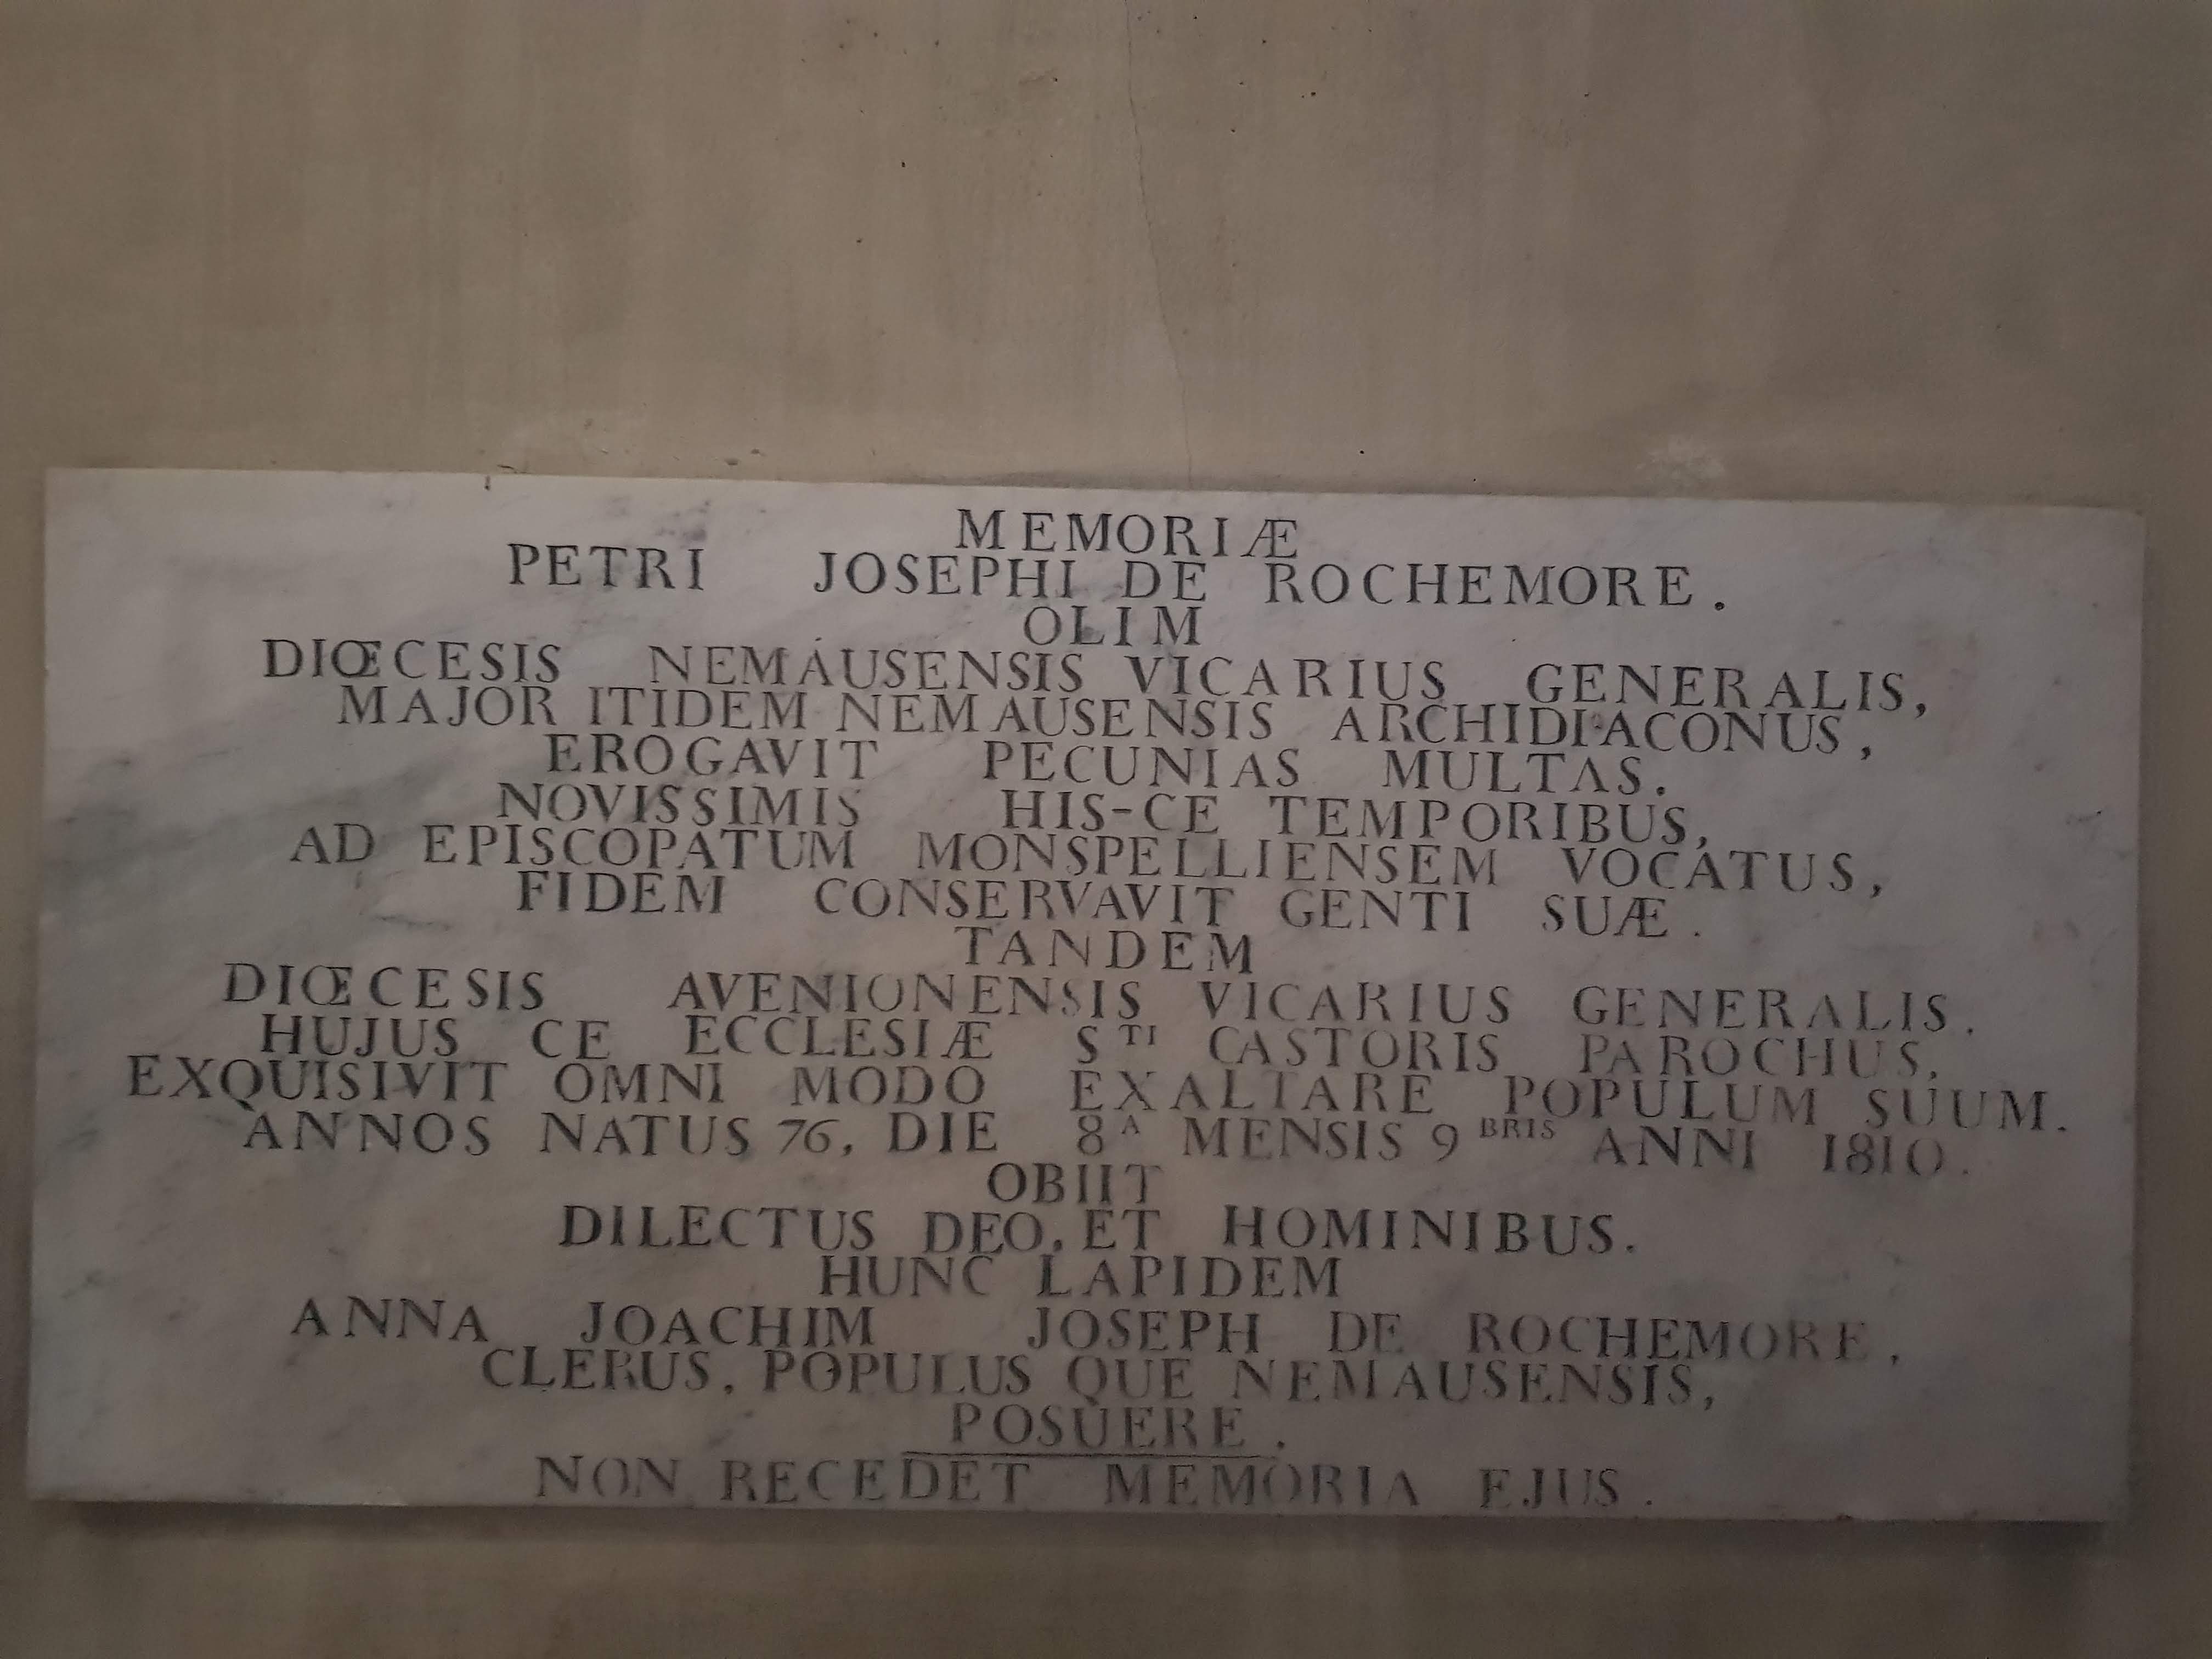 MEMORIÆ
PETRI JOSEPHI DE ROCHEMORE.
OLIM
DIŒCESIS NEMAUSENSIS VICARIUS GENERALIS,
MAJOR ITIDEM NEMAUSENSIS ARCHIDIACONUS,
EROGAVIT PECUNIAS MULTAS.
NOVISSIMIS HIS-CE TEMPORIBUS,
AD EPISCOPATUM MONSPELLIENSEM VOCATUS,
FIDEM CONSERVAVIT GENTI SUÆ.
TANDEM
DIŒCESIS AVENIONENSIS VICARIUS GENERALIS.
HUJUS CE ECCLESIÆ STI CASTORIS PAROCHUS,
EXQUISIVIT OMNI MODO EXALTARE POPULUM SUUM.
ANNOS NATUS 76, DIE 8A MENSIS 9BRIS ANNI 1810.
OBIIT
DILECTUS DEO, ET HOMINIBUS.
HUNC LAPIDEM
ANNA JOACHIM JOSEPH DE ROCHEMORE,
CLERUS, POPULUS QUE NEMAUSENSIS,
POSUERE.
NON RECEDET MEMORIA EJUS.